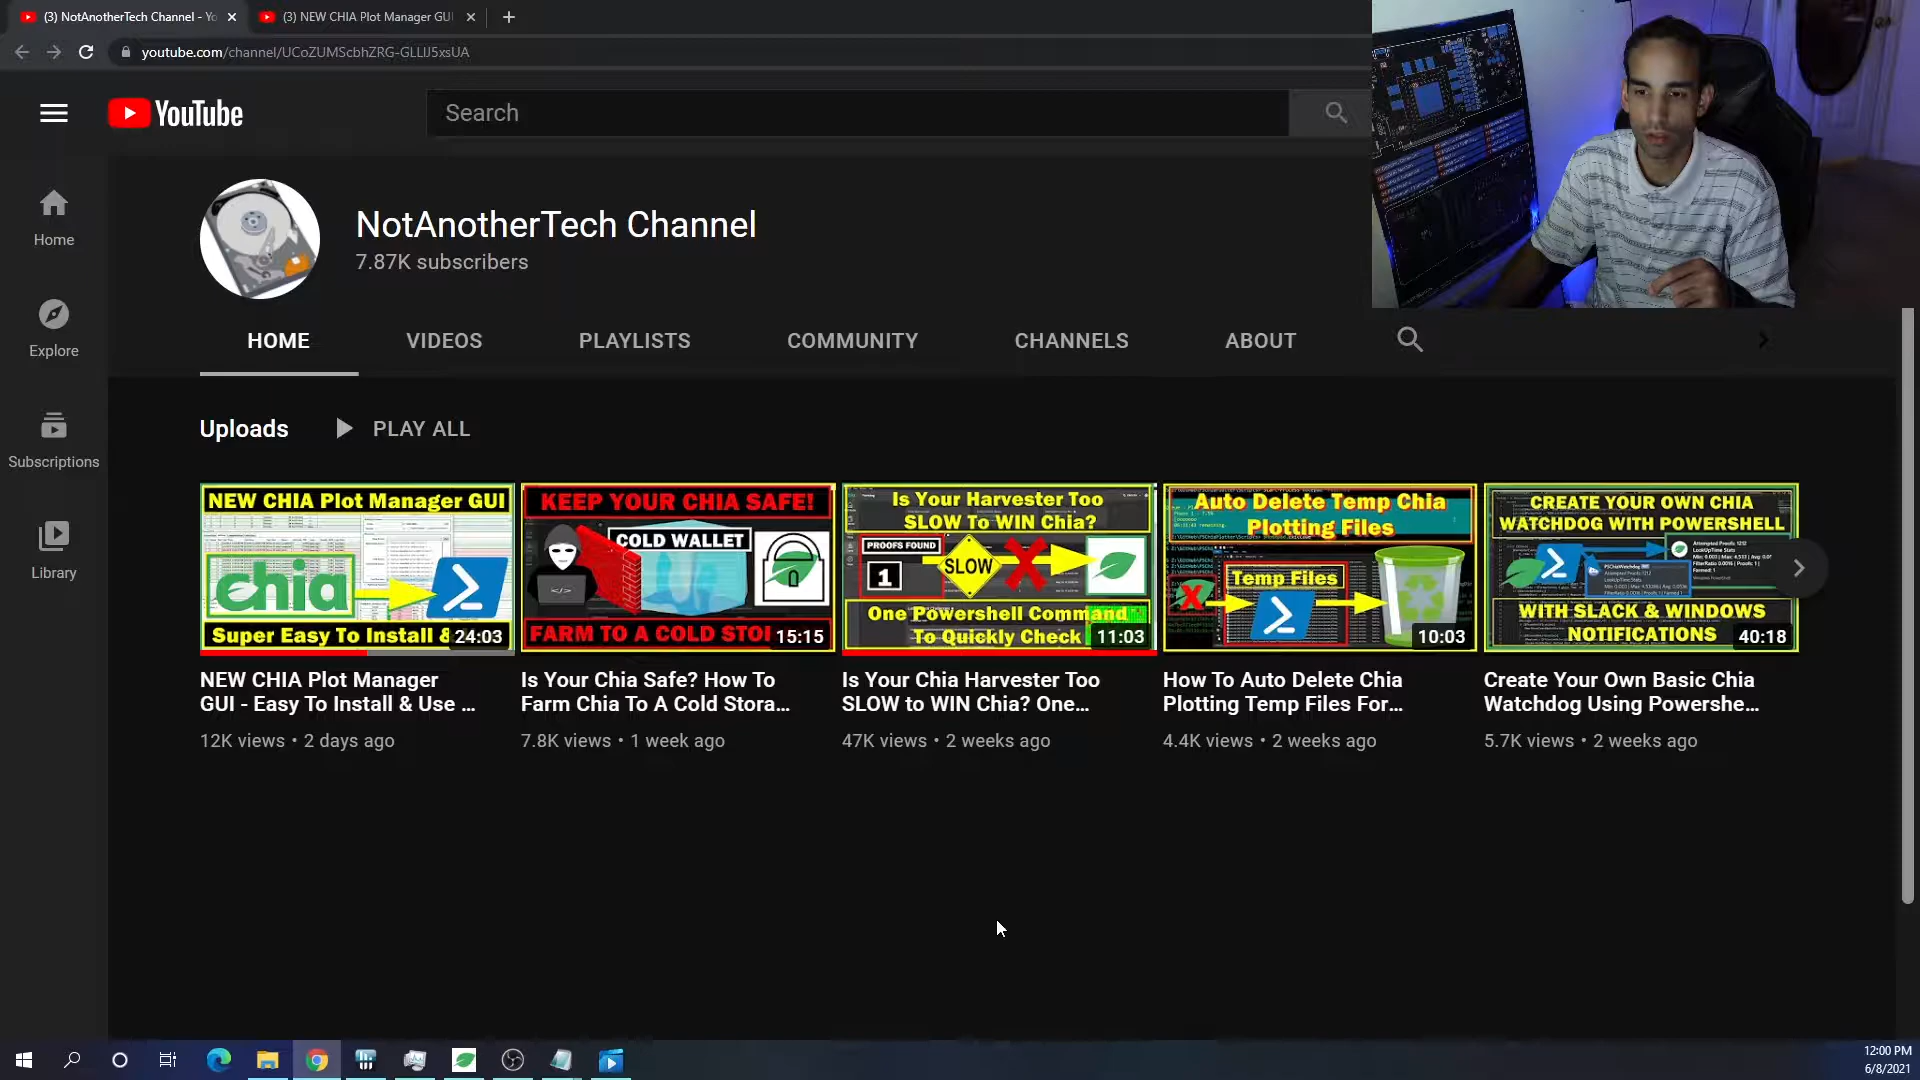 (3) NotAnotherTech Channel - Yo
(3) NEW CHIA Plot Manager GUI
youtube.com/channel/UCoZUMScbhZRG-GLLlJ5xsUA
YouTube
Search
Home
Explore
Subscriptions
Library
NotAnotherTech Channel
7.87K subscribers
HOME VIDEOS PLAYLISTS COMMUNITY CHANNELS ABOUT
Uploads PLAY ALL
NEW CHIA Plot Manager GUI
chia
Super Easy To Install &
24:03
NEW CHIA Plot Manager
GUI - Easy To Install & Use ...
12K views • 2 days ago
KEEP YOUR CHIA SAFE!
COLD WALLET
</>
FARM TO A COLD STO
15:15
Is Your Chia Safe? How To
Farm Chia To A Cold Stora...
7.8K views • 1 week ago
Is Your Harvester Too
SLOW To WIN Chia?
PROOFS FOUND
1
SLOW
One Powershell Command
To Quickly Check
11:03
Is Your Chia Harvester Too
SLOW to WIN Chia? One...
47K views • 2 weeks ago
Auto Delete Temp Chia
Plotting Files
Temp Files
10:03
How To Auto Delete Chia
Plotting Temp Files For...
4.4K views • 2 weeks ago
CREATE YOUR OWN CHIA
WATCHDOG WITH POWERSHELL
WITH SLACK & WINDOWS
NOTIFICATIONS
40:18
Create Your Own Basic Chia
Watchdog Using Powershe...
5.7K views • 2 weeks ago
12:00 PM
6/8/2021